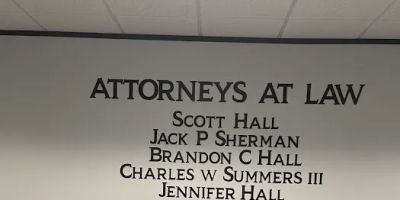 ATTORNEYS AT LAW
SCOTT HALL
JACK P SHERMAN
BRANDON C HALL
CHARLES W SUMMERS III
JENNIFER HALL